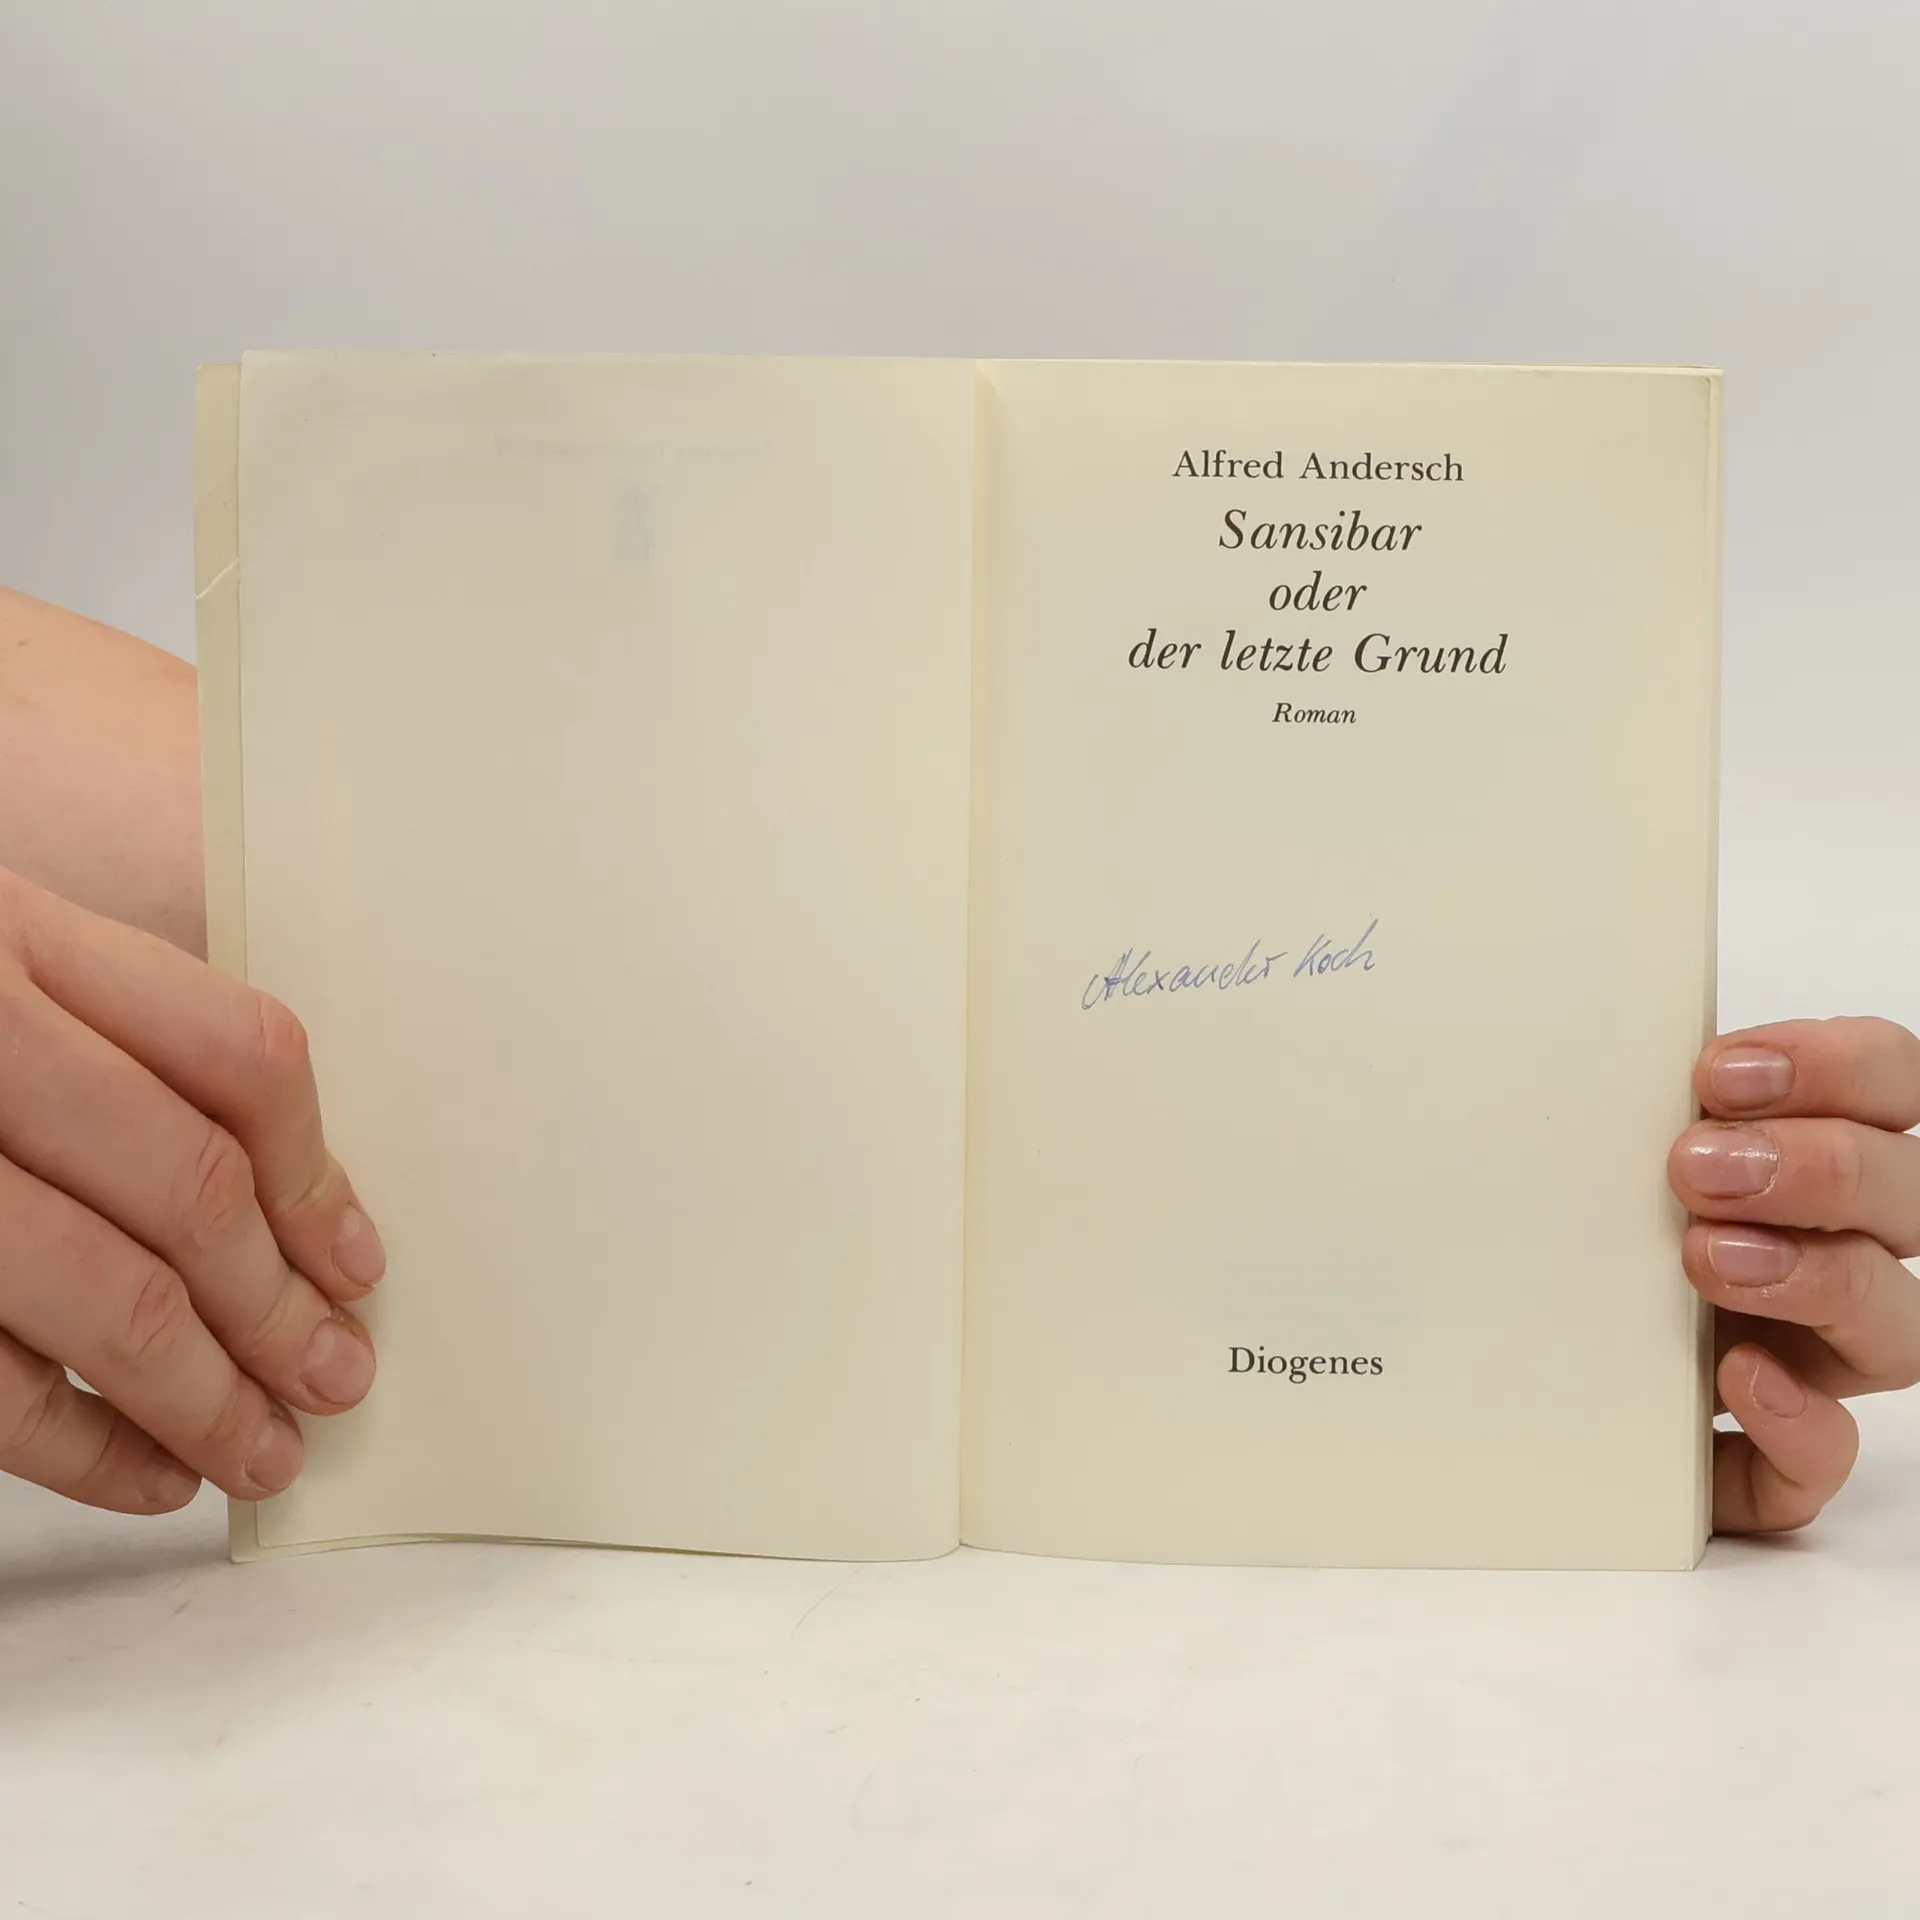 Alfred Andersch
Sansibar
oder
der letzte Grund
Roman
Alexander Koch
Diogenes